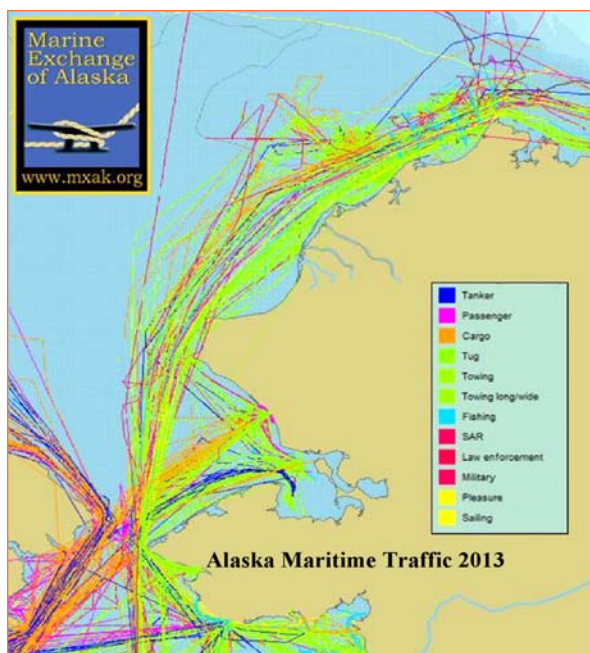 Marine
Exchange
of Alaska
www.mxak.org
Tanker
Passenger
Cargo
Tug
Towing
Towing long/wide
Fishing
SAR
Law enforcement
Military
Pleasure
Sailing
Alaska Maritime Traffic 2013